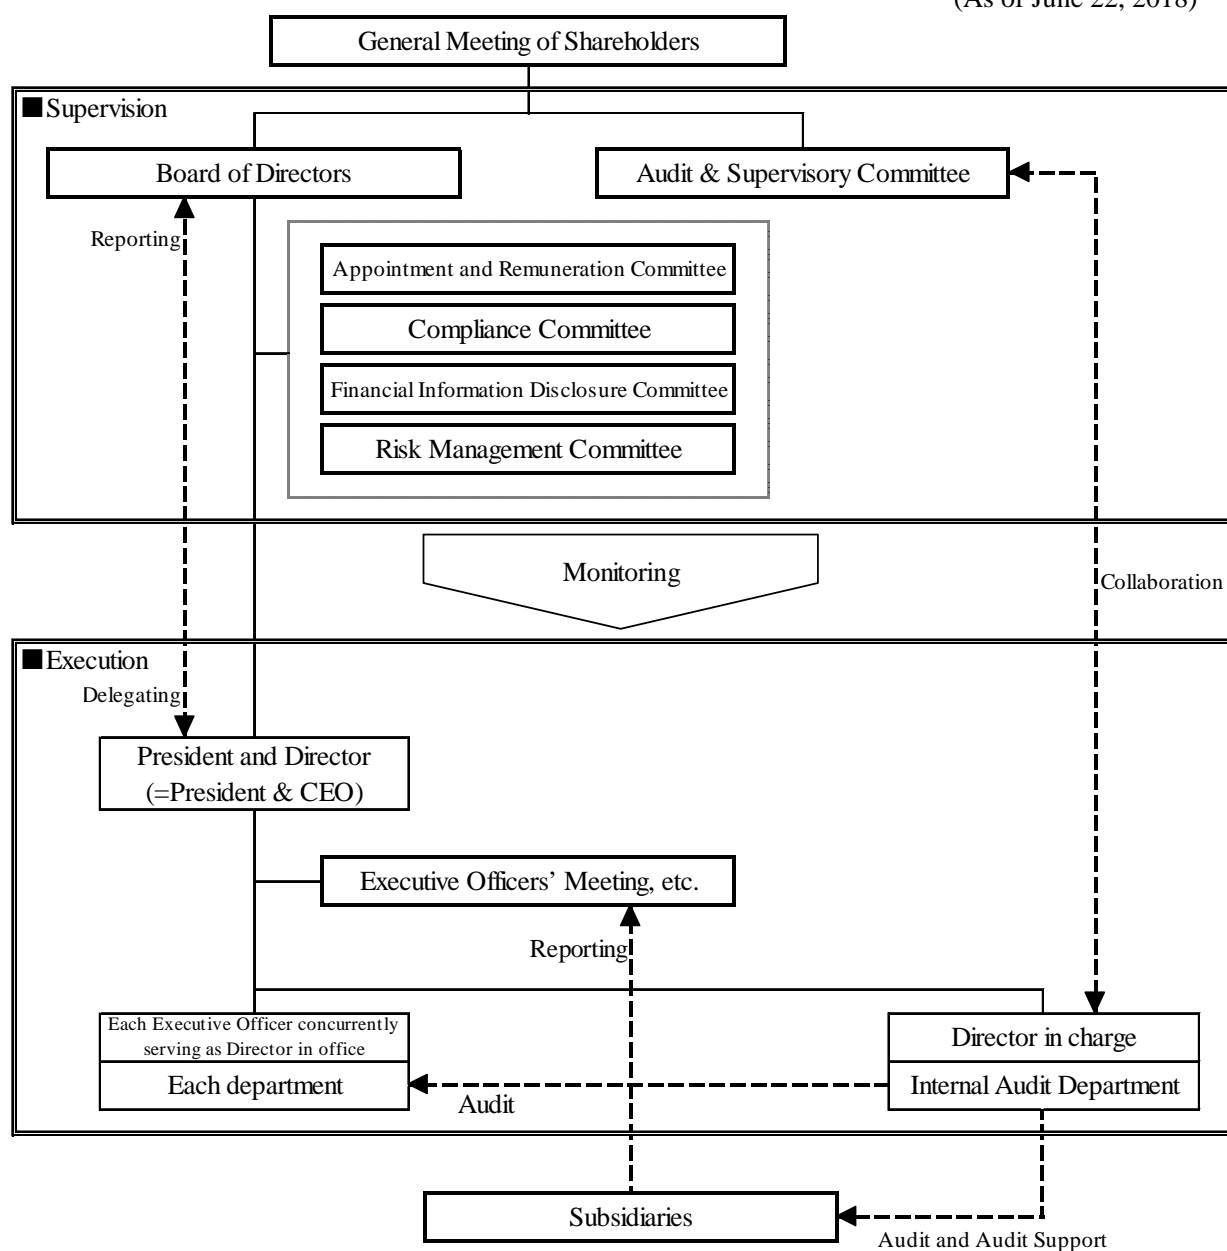 (As of June 22, 2018)
General Meeting of Shareholders
■ Supervision
Board of Directors
Audit & Supervisory Committee
Reporting
Appointment and Remuneration Committee
Compliance Committee
Financial Information Disclosure Committee
Risk Management Committee
Monitoring
Collaboration
■ Execution
Delegating
President and Director
(=President & CEO)
Executive Officers’ Meeting, etc.
Reporting
Each Executive Officer concurrently
serving as Director in office
Director in charge
Each department
Internal Audit Department
Audit
Subsidiaries
Audit and Audit Support